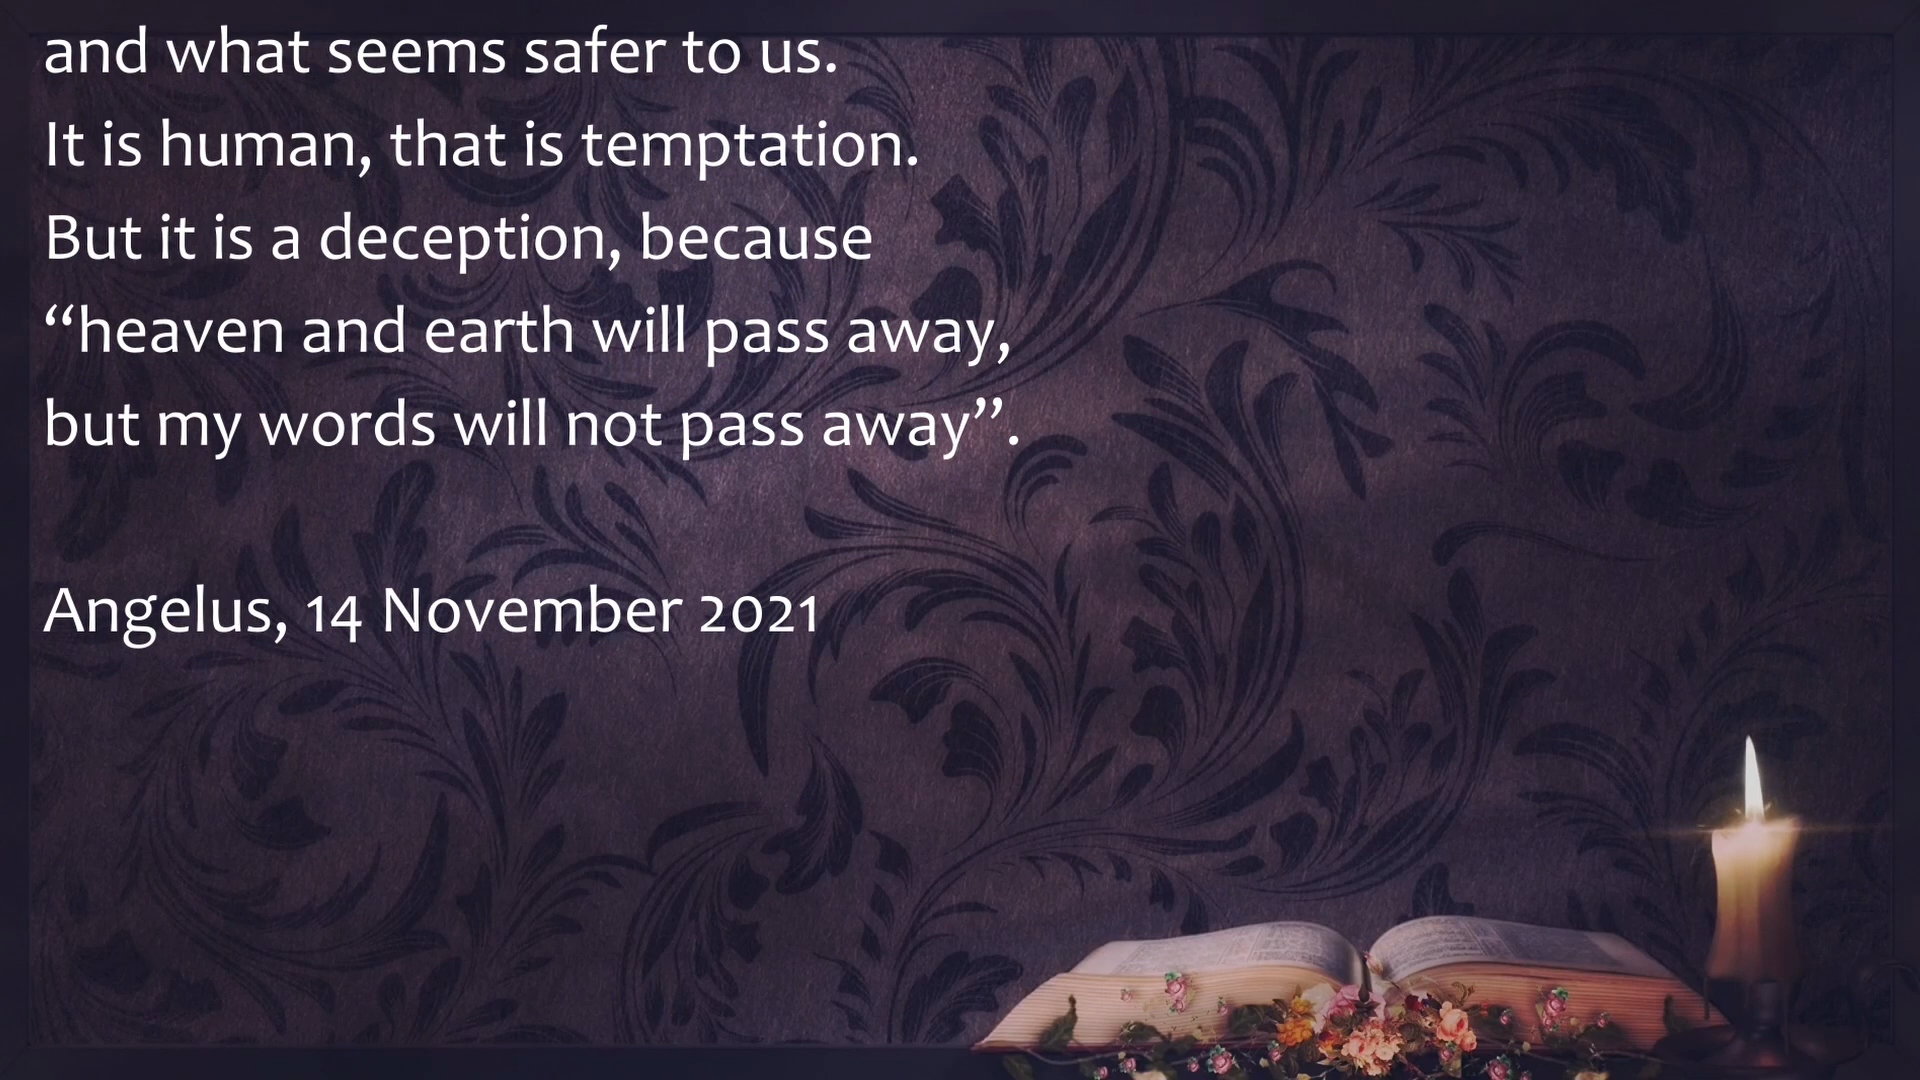 and what seems safer to us.
It is human, that is temptation.
But it is a deception, because
“heaven and earth will pass away,
but my words will not pass away”.
Angelus, 14 November 2021